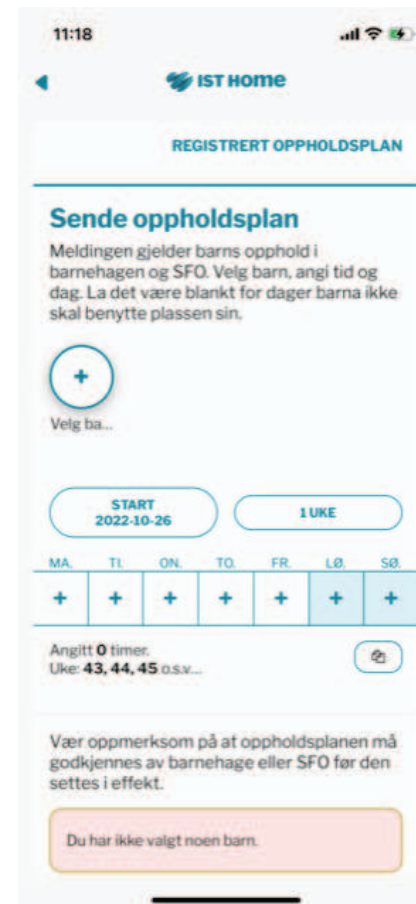 11:18
IST HOME
REGISTRERT OPPHOLDSPLAN
Sende oppholdsplan
Meldingen gjelder barns opphold i
barnehagen og SFO. Velg barn, angi tid og
dag. La det være blankt for dager barna ikke
skal benytte plassen sin.
+
Velg ba...
START
2022-10-26
1 UKE
MA. TI. ON. TO. FR. LØ. SØ.
+ + + + + + +
Angitt 0 timer.
Uke: 43, 44, 45 o.s.v...
Vær oppmerksom på at oppholdsplanen må
godkjennes av barnehage eller SFO før den
settes i effekt.
Du har ikke valgt noen barn.